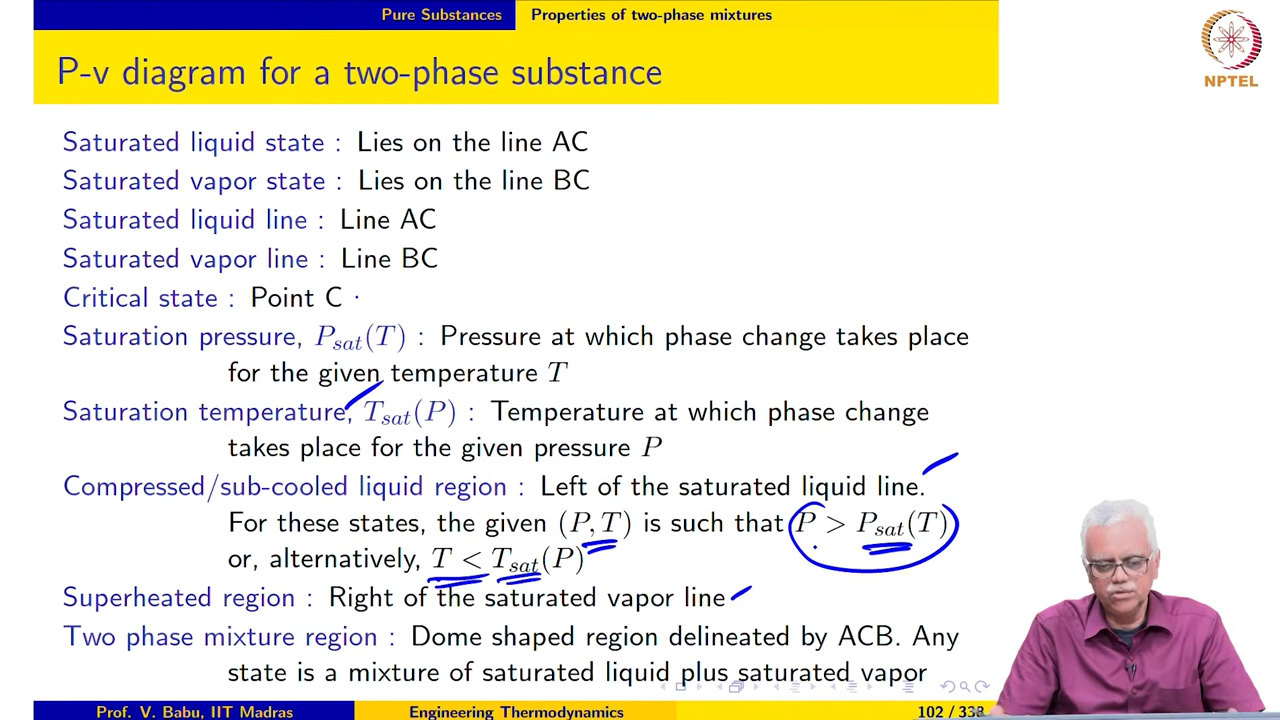 Pure Substances Properties of two-phase mixtures
NPTEL
P-v diagram for a two-phase substance
Saturated liquid state : Lies on the line AC
Saturated vapor state : Lies on the line BC
Saturated liquid line : Line AC
Saturated vapor line : Line BC
Critical state : Point C
Saturation pressure, P_sat(T) : Pressure at which phase change takes place
for the given temperature T
Saturation temperature, T_sat(P) : Temperature at which phase change
takes place for the given pressure P
Compressed/sub-cooled liquid region : Left of the saturated liquid line.
For these states, the given (P, T) is such that P > P_sat(T)
or, alternatively, T < T_sat(P)
Superheated region : Right of the saturated vapor line
Two phase mixture region : Dome shaped region delineated by ACB. Any
state is a mixture of saturated liquid plus saturated vapor
Prof. V. Babu, IIT Madras Engineering Thermodynamics 102 / 338